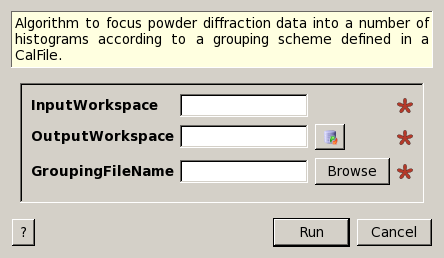 Algorithm to focus powder diffraction data into a number of
histograms according to a grouping scheme defined in a
CalFile.
InputWorkspace
OutputWorkspace
GroupingFileName Browse
? Run Cancel